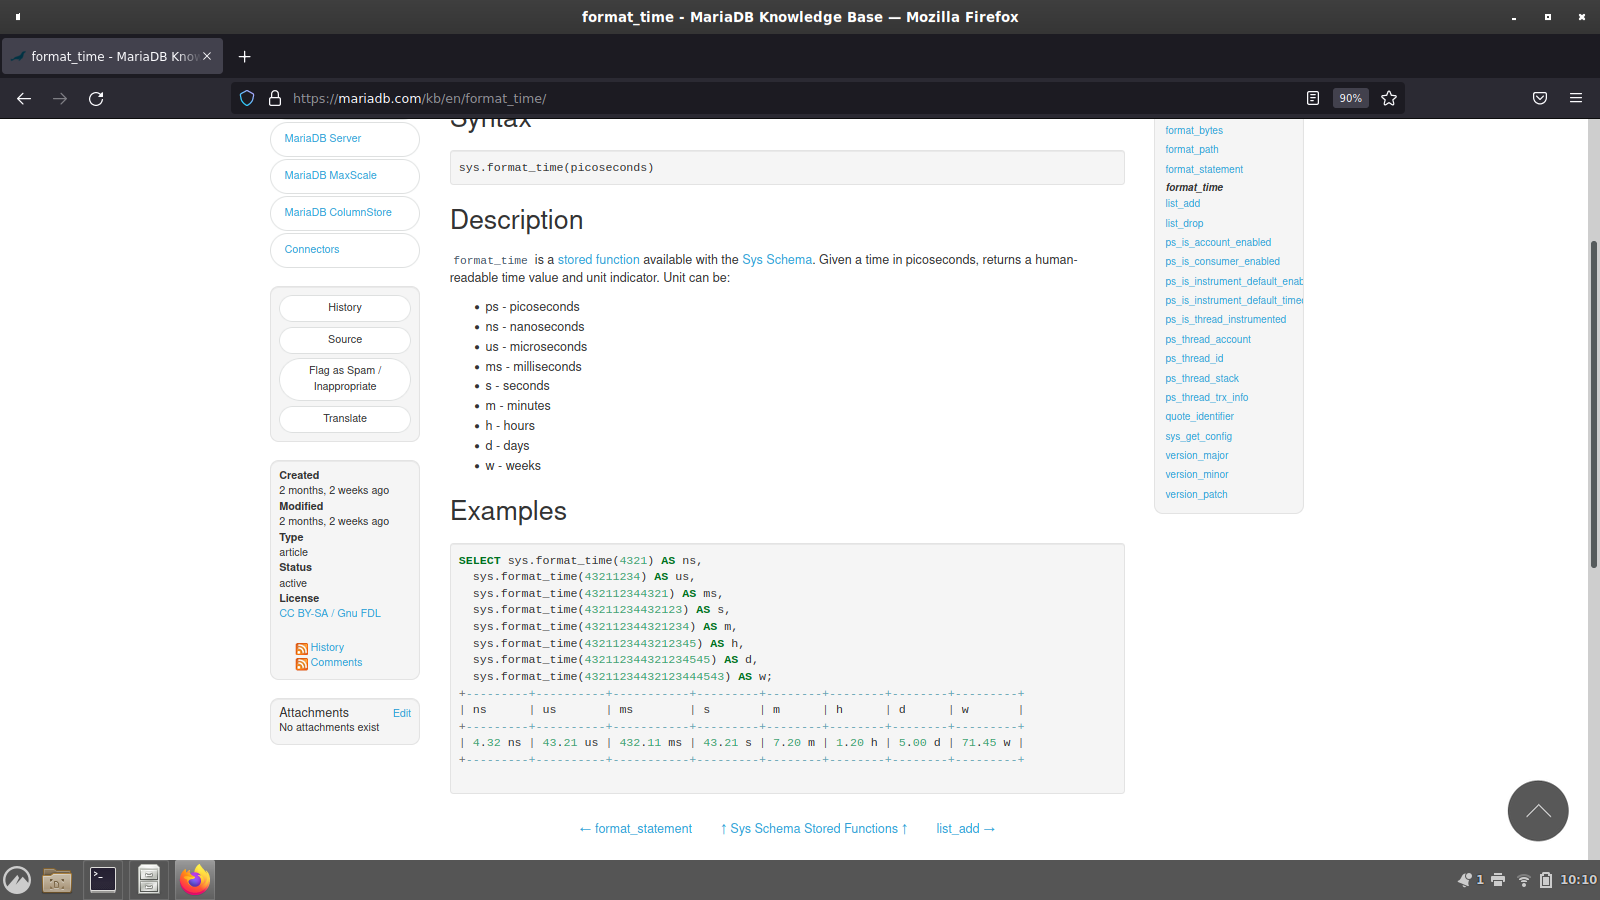 format_time - MariaDB Knowledge Base — Mozilla Firefox
format_time - MariaDB Know
https://mariadb.com/kb/en/format_time/
90%
MariaDB Server
MariaDB MaxScale
MariaDB ColumnStore
Connectors
History
Source
Flag as Spam /
Inappropriate
Translate
Created
2 months, 2 weeks ago
Modified
2 months, 2 weeks ago
Type
article
Status
active
License
CC BY-SA / Gnu FDL
History
Comments
Attachments Edit
No attachments exist
Syntax
sys.format_time(picoseconds)
Description
format_time is a stored function available with the Sys Schema. Given a time in picoseconds, returns a human-
readable time value and unit indicator. Unit can be:
• ps - picoseconds
• ns - nanoseconds
• us - microseconds
• ms - milliseconds
• s - seconds
• m - minutes
• h - hours
• d - days
• w - weeks
Examples
SELECT sys.format_time(4321) AS ns,
sys.format_time(43211234) AS us,
sys.format_time(432112344321) AS ms,
sys.format_time(43211234432123) AS s,
sys.format_time(432112344321234) AS m,
sys.format_time(4321123443212345) AS h,
sys.format_time(432112344321234545) AS d,
sys.format_time(43211234432123444543) AS w;
+---------+----------+-----------+---------+--------+--------+--------+---------+
| ns | us | ms | s | m | h | d | w |
+---------+----------+-----------+---------+--------+--------+--------+---------+
| 4.32 ns | 43.21 us | 432.11 ms | 43.21 s | 7.20 m | 1.20 h | 5.00 d | 71.45 w |
+---------+----------+-----------+---------+--------+--------+--------+---------+
← format_statement ↑ Sys Schema Stored Functions ↑ list_add →
format_bytes
format_path
format_statement
format_time
list_add
list_drop
ps_is_account_enabled
ps_is_consumer_enabled
ps_is_instrument_default_enab
ps_is_instrument_default_timed
ps_is_thread_instrumented
ps_thread_account
ps_thread_id
ps_thread_stack
ps_thread_trx_info
quote_identifier
sys_get_config
version_major
version_minor
version_patch
1 10:10